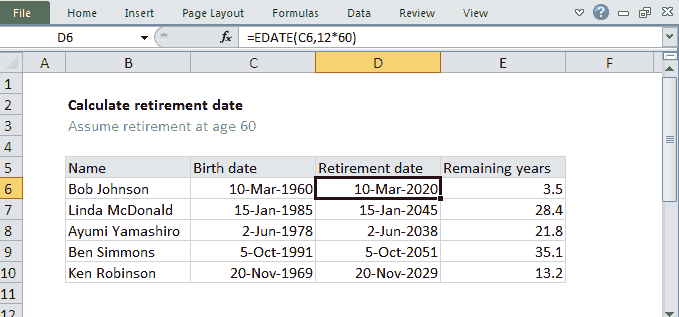 File Home Insert Page Layout Formulas Data Review View
D6 fx =EDATE(C6,12*60)
A B C D E F
1
2 Calculate retirement date
3 Assume retirement at age 60
4
5 Name Birth date Retirement date Remaining years
6 Bob Johnson 10-Mar-1960 10-Mar-2020 3.5
7 Linda McDonald 15-Jan-1985 15-Jan-2045 28.4
8 Ayumi Yamashiro 2-Jun-1978 2-Jun-2038 21.8
9 Ben Simmons 5-Oct-1991 5-Oct-2051 35.1
10 Ken Robinson 20-Nov-1969 20-Nov-2029 13.2
11
12